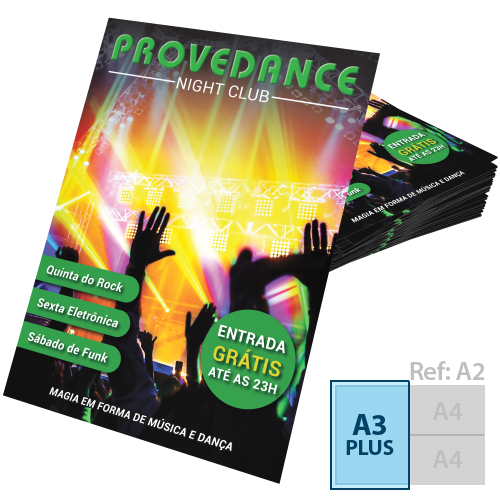 PROVEDANCE
NIGHT CLUB
Quinta do Rock
Sexta Eletrônica
Sábado de Funk
ENTRADA
GRÁTIS
ATÉ AS 23H
MAGIA EM FORMA DE MÚSICA E DANÇA
ENTRADA
GRÁTIS
ATÉ AS 23H
unk
MAGIA EM FORMA DE MÚSICA E DANÇA
Ref: A2
A3
PLUS
A4
A4